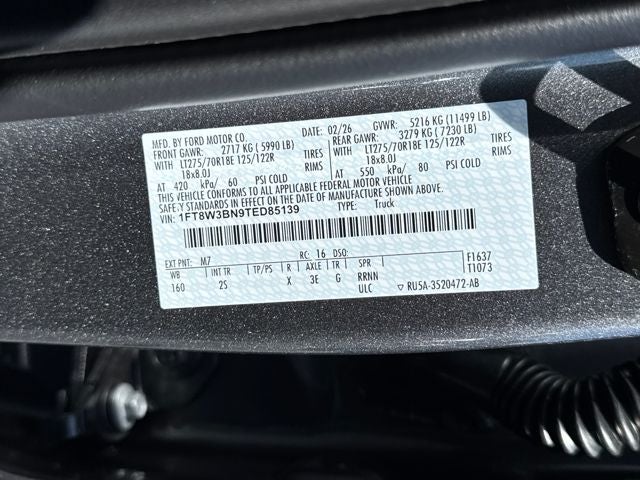 MFD. BY FORD MOTOR CO.
DATE: 02/26 GVWR: 5216 KG (11499 LB)
FRONT GAWR: 2717 KG ( 5990 LB) REAR GAWR: 3279 KG ( 7230 LB)
WITH LT275/70R18E 125/122R TIRES WITH LT275/70R18E 125/122R TIRES
18x8.0J RIMS 18x8.0J RIMS
AT 420 kPa/ 60 PSI COLD AT 550 kPa/ 80 PSI COLD
THIS VEHICLE CONFORMS TO ALL APPLICABLE FEDERAL MOTOR VEHICLE
SAFETY STANDARDS IN EFFECT ON THE DATE OF MANUFACTURE SHOWN ABOVE.
VIN: 1FT8W3BN9TED85139 TYPE: Truck
EXT PNT: M7 RC: 16 DSO: F1637
WB INT TR TP/PS R AXLE TR SPR T1073
160 2S X 3E G RRNN
ULC ▽ RU5A-3520472-AB